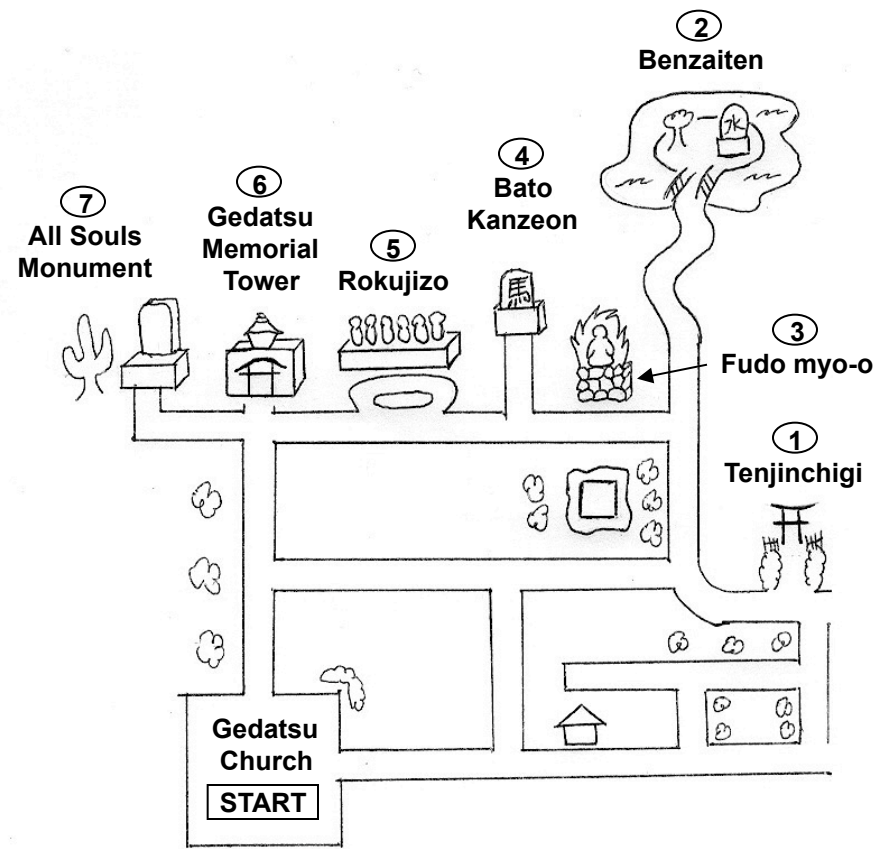 2
Benzaiten
水
4
Bato
Kanzeon
馬
6
Gedatsu
Memorial
Tower
7
All Souls
Monument
5
Rokujizo
3
Fudo myo-o
1
Tenjinchigi
Gedatsu
Church
START